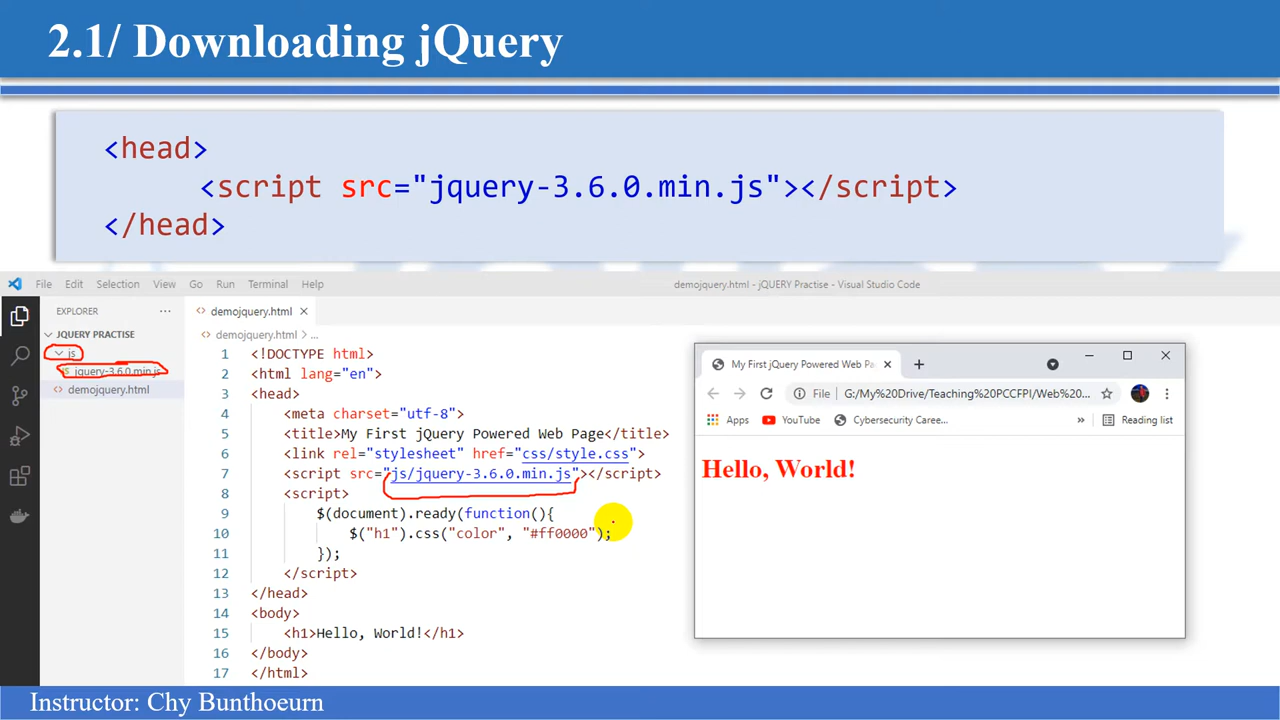 2.1/ Downloading jQuery
<head>
<script src="jquery-3.6.0.min.js"></script>
</head>
File Edit Selection View Go Run Terminal Help
demojquery.html - jQUERY Practise - Visual Studio Code
EXPLORER ···
JQUERY PRACTISE
js
JS jquery-3.6.0.min.js
<> demojquery.html
<> demojquery.html ×
<> demojquery.html > ...
1 <!DOCTYPE html>
2 <html lang="en">
3 <head>
4 <meta charset="utf-8">
5 <title>My First jQuery Powered Web Page</title>
6 <link rel="stylesheet" href="css/style.css">
7 <script src="js/jquery-3.6.0.min.js"></script>
8 <script>
9 $(document).ready(function(){
10 $("h1").css("color", "#ff0000");
11 });
12 </script>
13 </head>
14 <body>
15 <h1>Hello, World!</h1>
16 </body>
17 </html>
My First jQuery Powered Web Pa
File G:/My%20Drive/Teaching%20PCCFPI/Web%20...
Apps YouTube Cybersecurity Caree... » Reading list
Hello, World!
Instructor: Chy Bunthoeurn